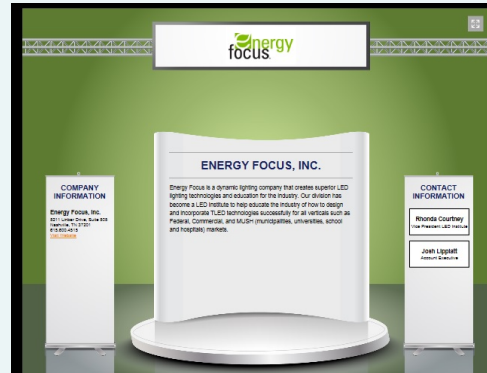 energy
focus
ENERGY FOCUS, INC.
Energy Focus is a dynamic lighting company that creates superior LED
lighting technologies and education for the industry. Our division has
become a LED Institute to help educate the industry of how to design
and incorporate TLED technologies successfully for all verticals such as
Federal, Commercial, and MUSH (municipalities, universities, school
and hospitals) markets.
COMPANY
INFORMATION
Energy Focus, Inc.
Nashville, TN 37201
CONTACT
INFORMATION
Rhonda Courtney
Vice President LED Institute
Josh Lipplatt
Account Executive